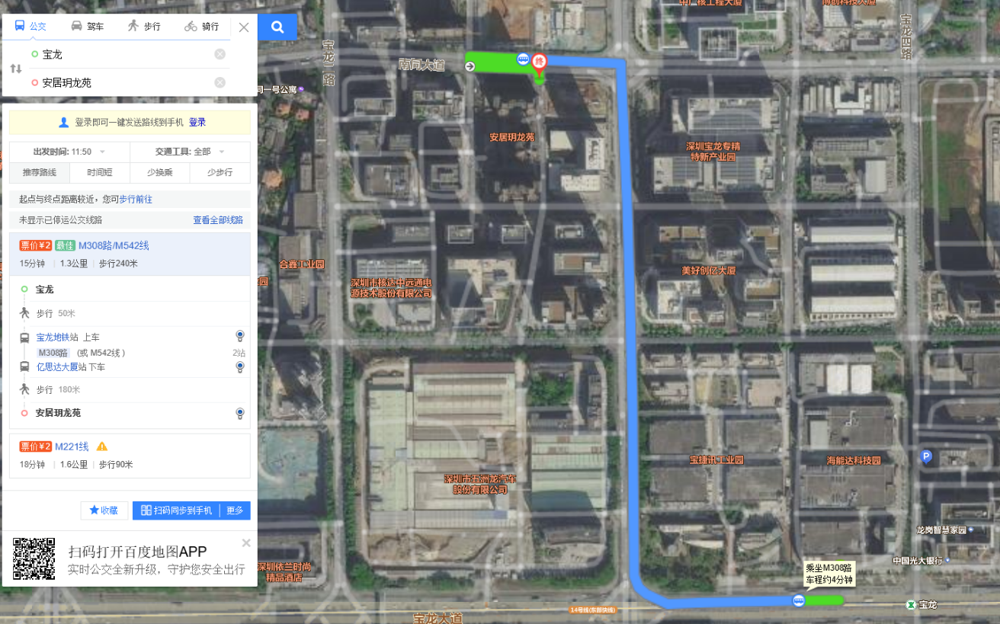 公交
驾车
步行
骑行
宝龙
安居玥龙苑
登录即可一键发送路线到手机 登录
出发时间: 11:50
交通工具: 全部
推荐路线
时间短
少换乘
少步行
起点与终点距离较近，您可步行前往
未显示已停运公交线路
查看全部线路
票价¥2 最佳 M308路/M542线
15分钟 | 1.3公里 | 步行240米
宝龙
步行 50米
宝龙地铁站 上车
M308路 (或 M542线 )
2站
亿思达大厦站 下车
步行 180米
安居玥龙苑
票价¥2 M221线
18分钟 | 1.6公里 | 步行90米
收藏
扫码同步到手机
更多
扫码打开百度地图APP
实时公交全新升级，守护您安全出行
中广核工程大厦
博创科技大厦
宝龙四路
南同大道
终
同一号公寓
安居玥龙苑
深圳宝龙专精
特新产业园
合鑫工业园
园
深圳市核达中远通电
源技术股份有限公司
美好创亿大厦
宝捷讯工业园
海能达科技园
P
深圳市五洲龙汽车
股份有限公司
龙岗智慧家园
中国光大银行
深圳依兰时尚
精品酒店
乘坐M308路
车程约4分钟
14号线(东部快线)
宝龙
宝龙大道